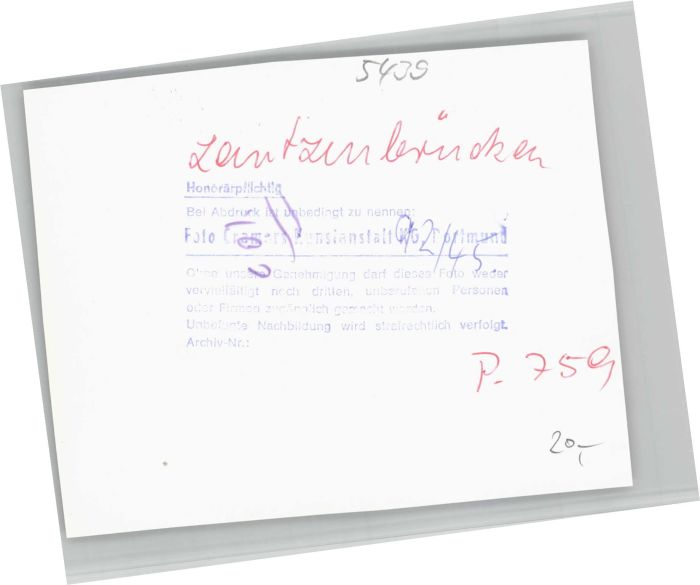 5439
Lantzenbrücken
Honorarpflichtig
Bei Abdruck ist unbedingt zu nennen:
Foto Cramers Kunstanstalt KG, Dortmund
92/45
Ohne unsere Genehmigung darf dieses Foto weder
vervielfältigt noch dritten, unberufenen Personen
oder Firmen zugänglich gemacht werden.
Unbefugte Nachbildung wird strafrechtlich verfolgt.
Archiv-Nr.:
P. 759
20,-